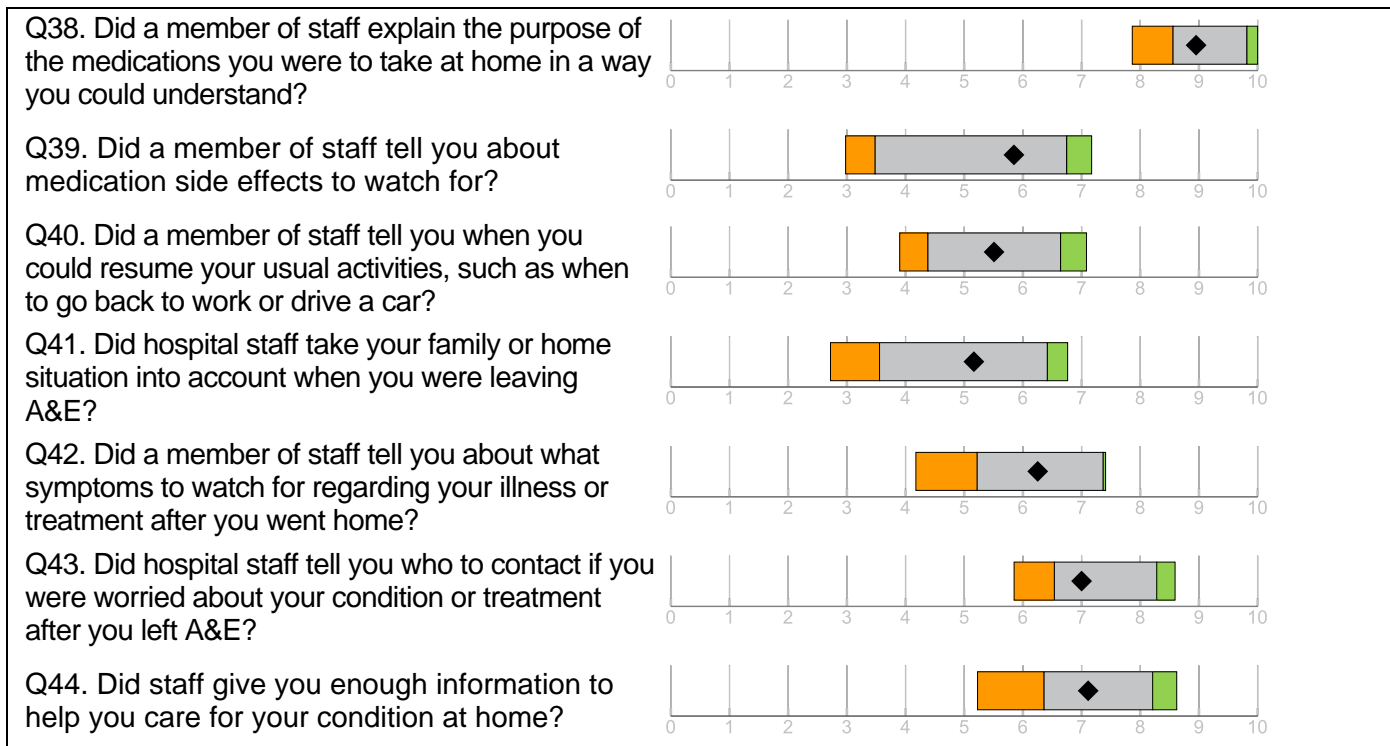 Q38. Did a member of staff explain the purpose of
the medications you were to take at home in a way
you could understand?
0 1 2 3 4 5 6 7 8 9 10
Q39. Did a member of staff tell you about
medication side effects to watch for?
0 1 2 3 4 5 6 7 8 9 10
Q40. Did a member of staff tell you when you
could resume your usual activities, such as when
to go back to work or drive a car?
0 1 2 3 4 5 6 7 8 9 10
Q41. Did hospital staff take your family or home
situation into account when you were leaving
A&E?
0 1 2 3 4 5 6 7 8 9 10
Q42. Did a member of staff tell you about what
symptoms to watch for regarding your illness or
treatment after you went home?
0 1 2 3 4 5 6 7 8 9 10
Q43. Did hospital staff tell you who to contact if you
were worried about your condition or treatment
after you left A&E?
0 1 2 3 4 5 6 7 8 9 10
Q44. Did staff give you enough information to
help you care for your condition at home?
0 1 2 3 4 5 6 7 8 9 10